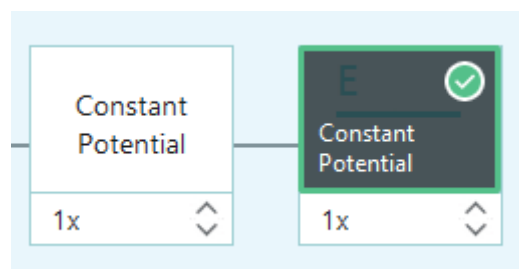 Constant
Potential
1x
E
Constant
Potential
1x